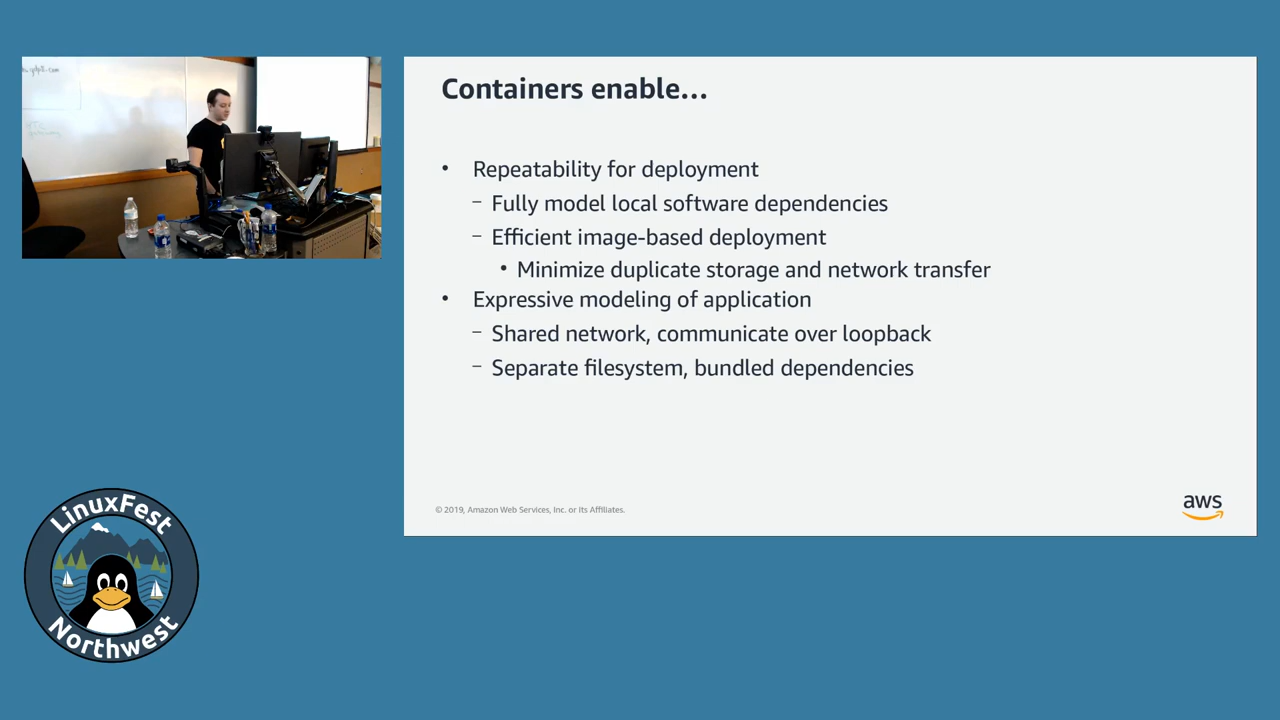 Containers enable...
• Repeatability for deployment
– Fully model local software dependencies
– Efficient image-based deployment
• Minimize duplicate storage and network transfer
• Expressive modeling of application
– Shared network, communicate over loopback
– Separate filesystem, bundled dependencies
© 2019, Amazon Web Services, Inc. or its Affiliates.
aws
LinuxFest
Northwest